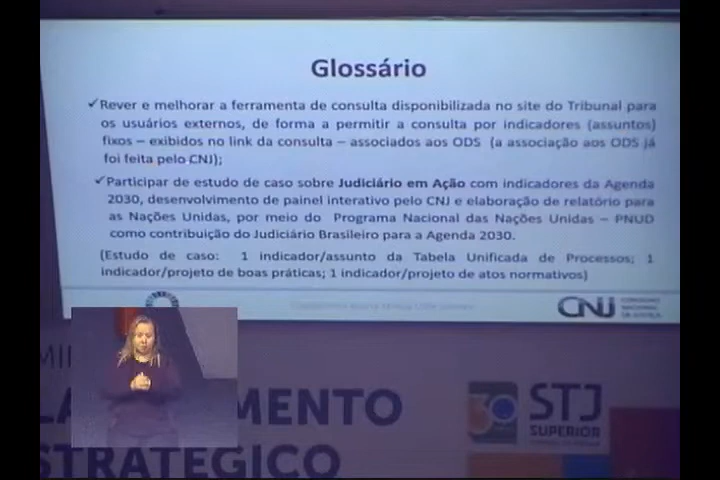 Glossário
✓Rever e melhorar a ferramenta de consulta disponibilizada no site do Tribunal para
os usuários externos, de forma a permitir a consulta por indicadores (assuntos)
fixos – exibidos no link da consulta – associados aos ODS (a associação aos ODS já
foi feita pelo CNJ);
✓Participar de estudo de caso sobre Judiciário em Ação com indicadores da Agenda
2030, desenvolvimento de painel interativo pelo CNJ e elaboração de relatório para
as Nações Unidas, por meio do Programa Nacional das Nações Unidas – PNUD
como contribuição do Judiciário Brasileiro para a Agenda 2030.
(Estudo de caso: 1 indicador/assunto da Tabela Unificada de Processos; 1
indicador/projeto de boas práticas; 1 indicador/projeto de atos normativos)
CNJ CONSELHO NACIONAL DE JUSTIÇA
MENTO
STRATÉGICO
30 STJ
SUPERIOR